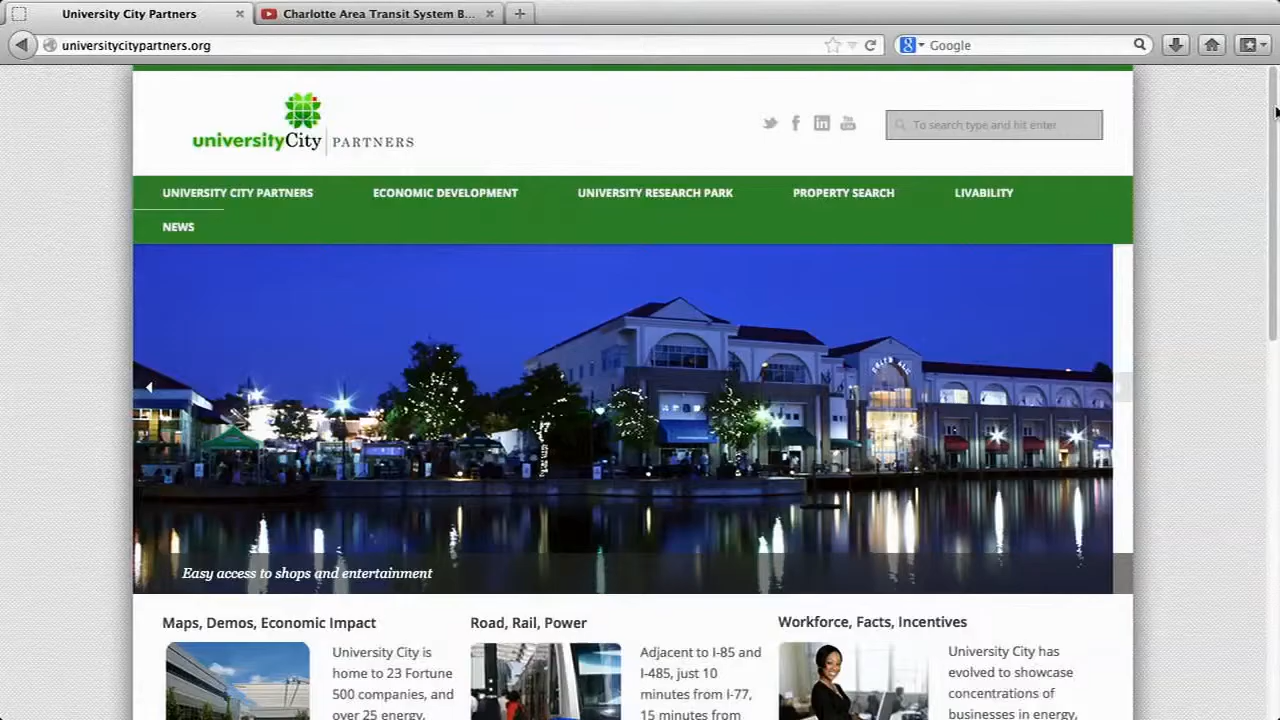 University City Partners
Charlotte Area Transit System B...
universitycitypartners.org
Google
universityCity PARTNERS
To search type and hit enter
UNIVERSITY CITY PARTNERS
ECONOMIC DEVELOPMENT
UNIVERSITY RESEARCH PARK
PROPERTY SEARCH
LIVABILITY
NEWS
Easy access to shops and entertainment
Maps, Demos, Economic Impact
University City is
home to 23 Fortune
500 companies, and
over 25 energy,
Road, Rail, Power
Adjacent to I-85 and
I-485, just 10
minutes from I-77,
15 minutes from
Workforce, Facts, Incentives
University City has
evolved to showcase
concentrations of
businesses in energy,